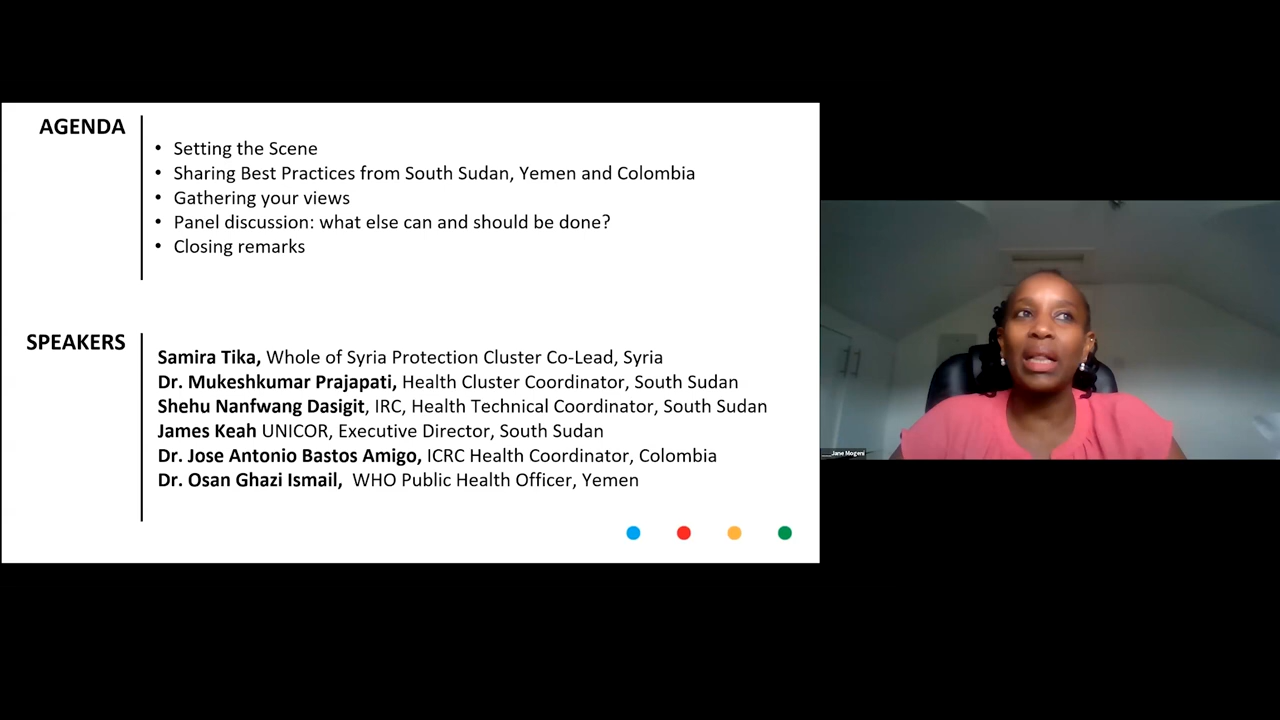 AGENDA
• Setting the Scene
• Sharing Best Practices from South Sudan, Yemen and Colombia
• Gathering your views
• Panel discussion: what else can and should be done?
• Closing remarks
SPEAKERS
Samira Tika, Whole of Syria Protection Cluster Co-Lead, Syria
Dr. Mukeshkumar Prajapati, Health Cluster Coordinator, South Sudan
Shehu Nanfwang Dasigit, IRC, Health Technical Coordinator, South Sudan
James Keah UNICOR, Executive Director, South Sudan
Dr. Jose Antonio Bastos Amigo, ICRC Health Coordinator, Colombia
Dr. Osan Ghazi Ismail, WHO Public Health Officer, Yemen
Jane Mogeni